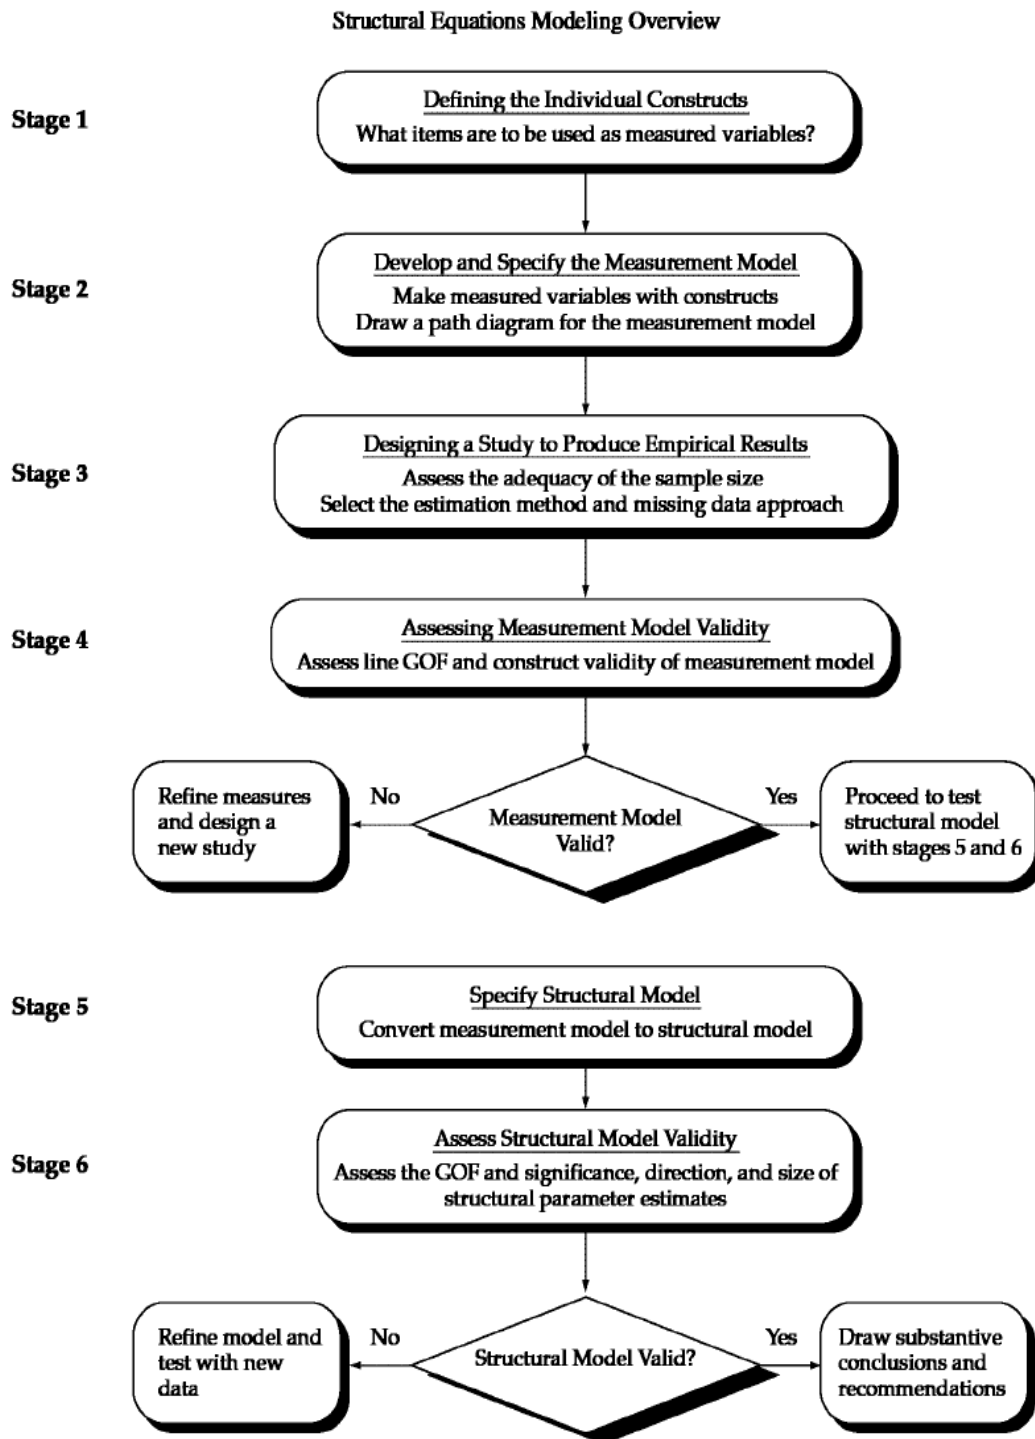 Structural Equations Modeling Overview
Stage 1
Defining the Individual Constructs
What items are to be used as measured variables?
Stage 2
Develop and Specify the Measurement Model
Make measured variables with constructs
Draw a path diagram for the measurement model
Stage 3
Designing a Study to Produce Empirical Results
Assess the adequacy of the sample size
Select the estimation method and missing data approach
Stage 4
Assessing Measurement Model Validity
Assess line GOF and construct validity of measurement model
Refine measures
and design a
new study
No
Measurement Model
Valid?
Yes
Proceed to test
structural model
with stages 5 and 6
Stage 5
Specify Structural Model
Convert measurement model to structural model
Stage 6
Assess Structural Model Validity
Assess the GOF and significance, direction, and size of
structural parameter estimates
Refine model and
test with new
data
No
Structural Model Valid?
Yes
Draw substantive
conclusions and
recommendations